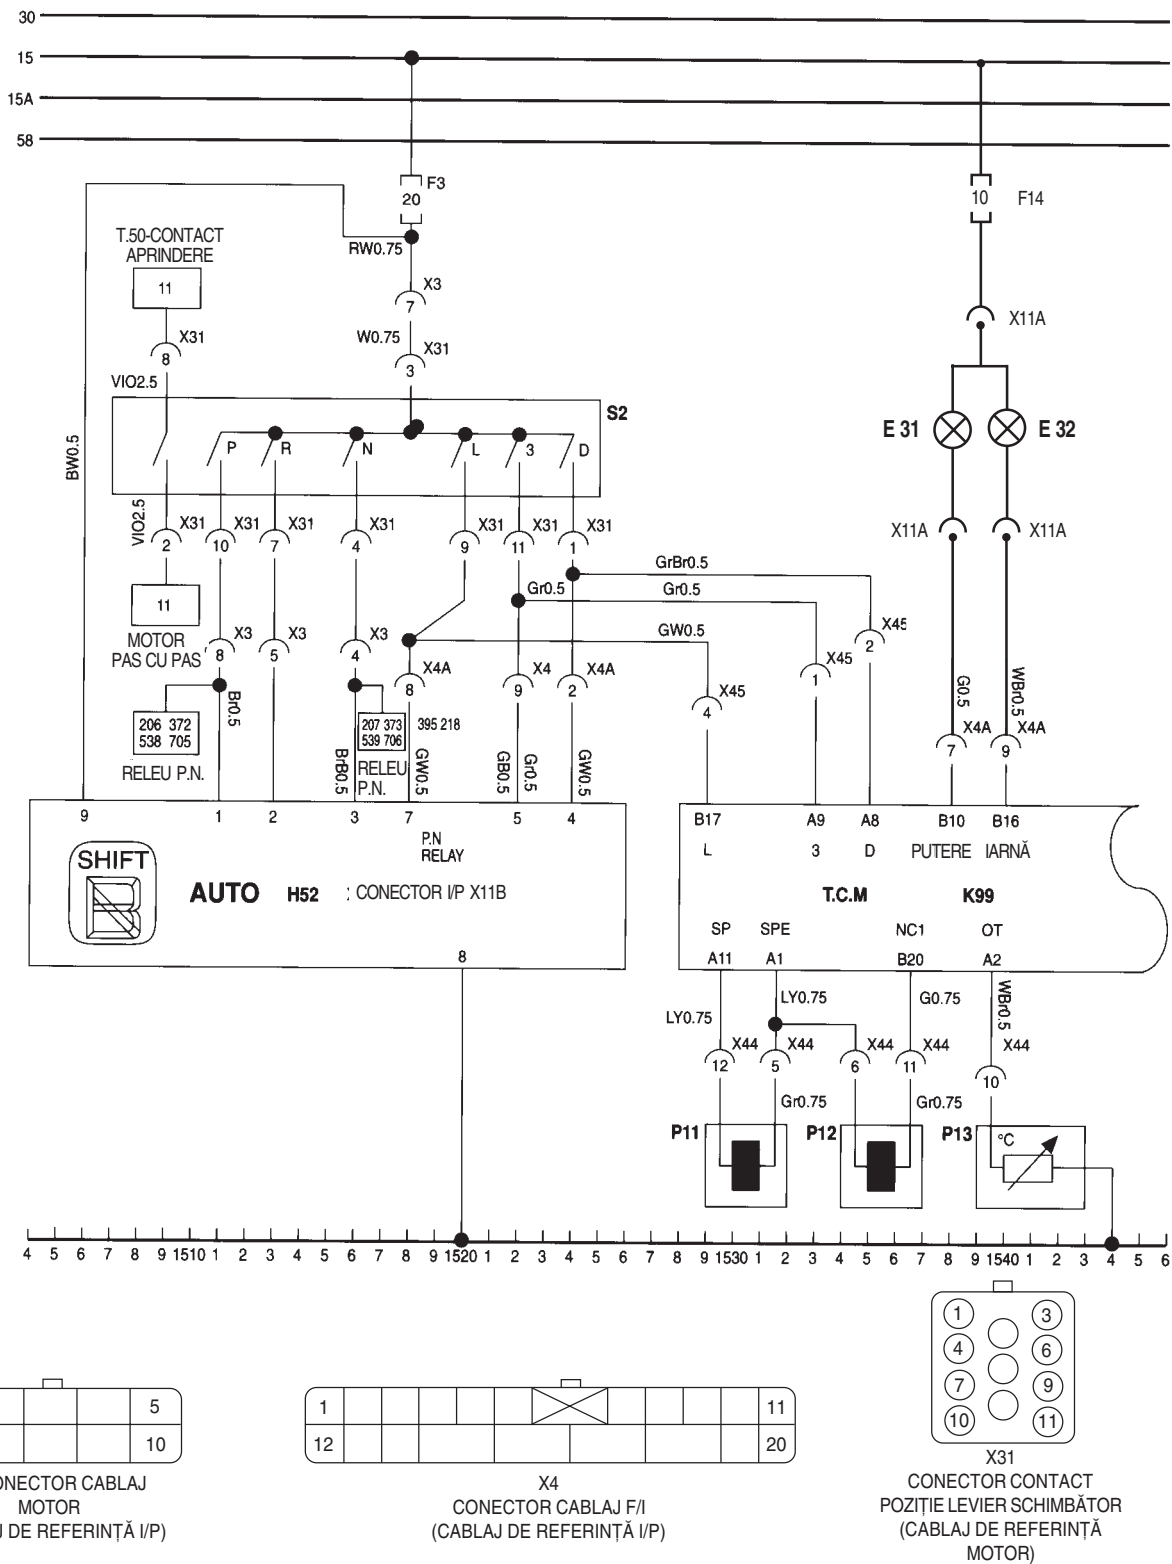 30
15
15A
58
F3
20
10 F14
RW0.75
T.50-CONTACT
APRINDERE
11
X3
7
X11A
W0.75
X31
8
X31
3
VIO2.5
S2
E 31
E 32
BW0.5
P R N L 3 D
VIO2.5
X31 X31 X31 X31 X31 X31 X31
2 10 7 4 9 11 1
X11A X11A
GrBr0.5
Gr0.5
Gr0.5
11
GW0.5
X45
2
MOTOR
PAS CU PAS
X3 X3 X3
8 5 4
X4A X4 X4A
8 9 2
X45
1
X45
4
G0.5
WBr0.5
Br0.5
206 372
538 705
207 373
539 706
395 218
X4A X4A
7 9
RELEU P.N.
BrB0.5
RELEU
P.N.
GW0.5
GB0.5
Gr0.5
GW0.5
9 1 2 3 7 5 4
B17 A9 A8 B10 B16
P.N
RELAY
L 3 D PUTERE IARNĂ
SHIFT
AUTO H52 : CONECTOR I/P X11B
T.C.M K99
SP SPE NC1 OT
8
A11 A1 B20 A2
LY0.75
LY0.75
G0.75
WBr0.5
X44 X44 X44 X44 X44
12 5 6 11 10
Gr0.75
Gr0.75
P11
P12
P13
°C
4 5 6 7 8 9 1510 1 2 3 4 5 6 7 8 9 1520 1 2 3 4 5 6 7 8 9 1530 1 2 3 4 5 6 7 8 9 1540 1 2 3 4 5 6
5
10
ONECTOR CABLAJ
MOTOR
J DE REFERINȚĂ I/P)
1 11
12 20
X4
CONECTOR CABLAJ F/I
(CABLAJ DE REFERINȚĂ I/P)
1 3
4 6
7 9
10 11
X31
CONECTOR CONTACT
POZIȚIE LEVIER SCHIMBĂTOR
(CABLAJ DE REFERINȚĂ
MOTOR)